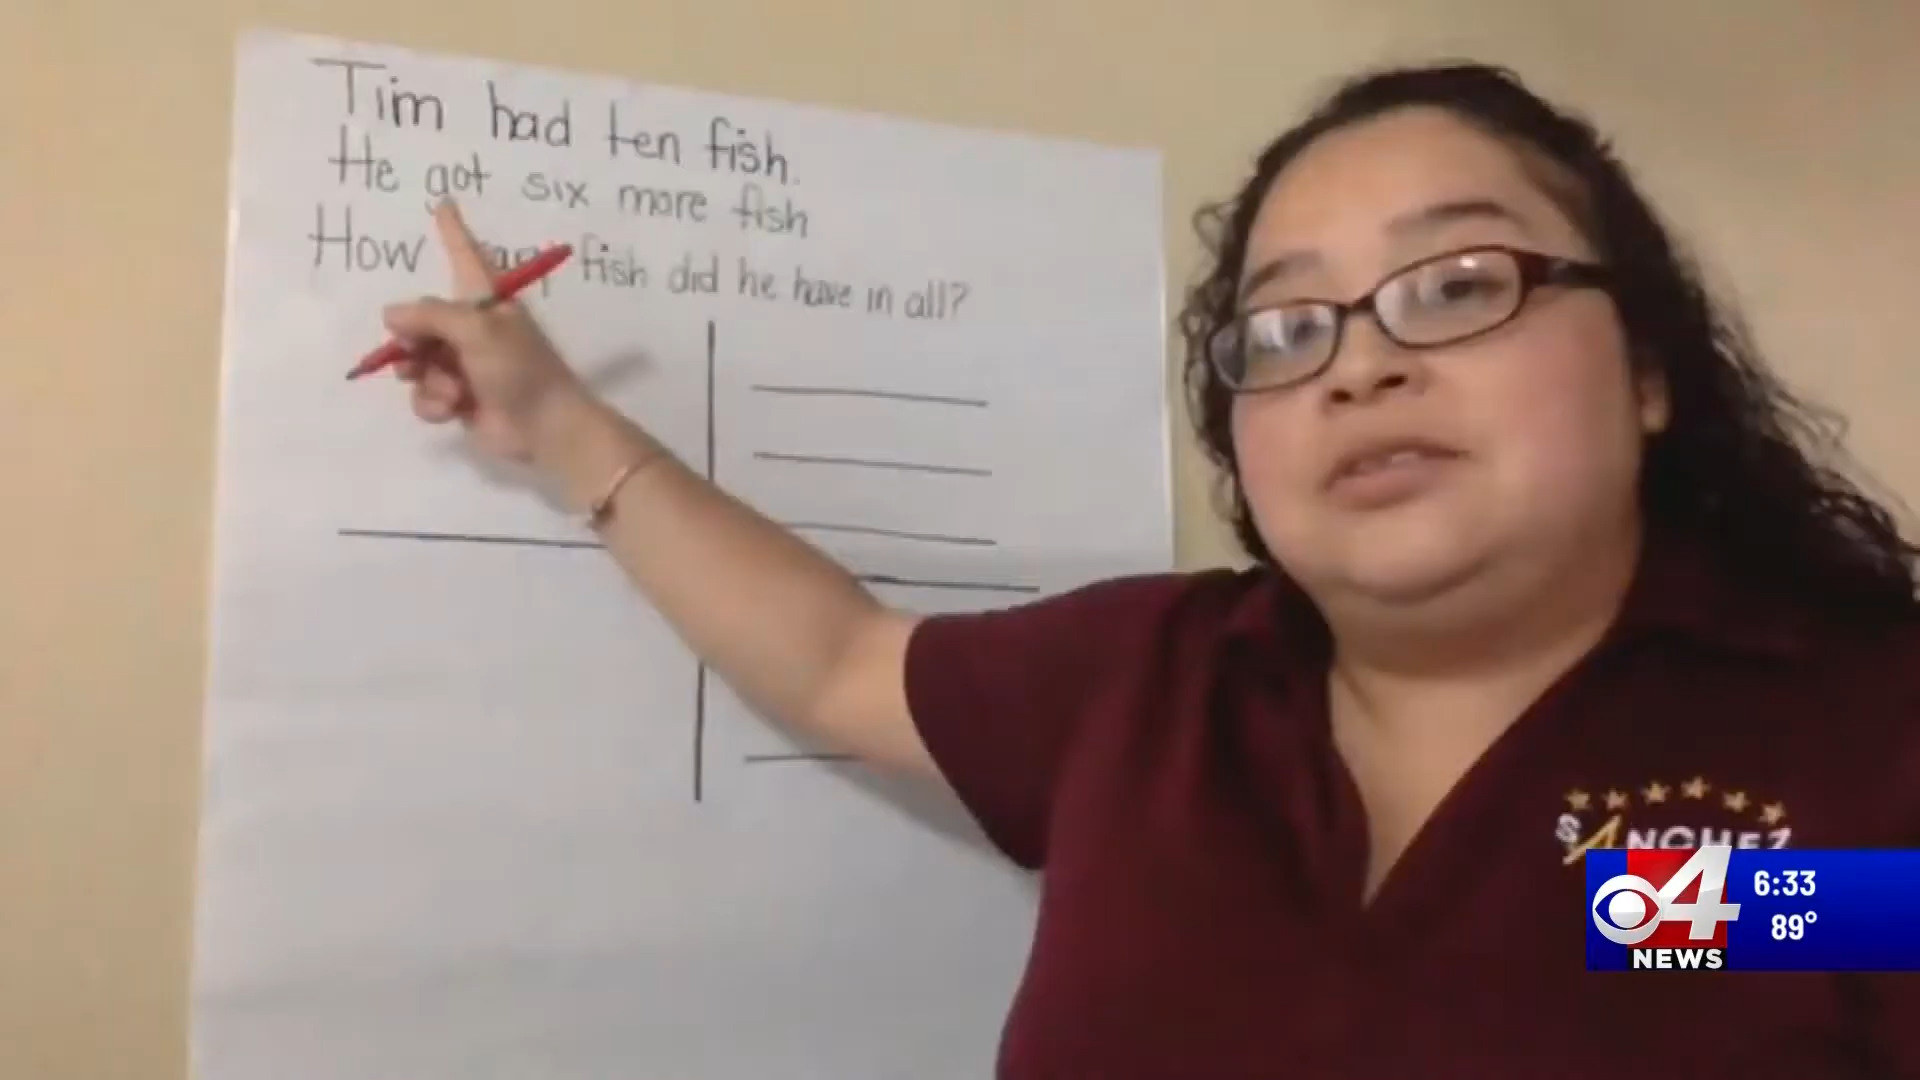 Tim had ten fish.
He got six more fish
How many fish did he have in all?
SANCHEZ
4
NEWS
6:33
89°